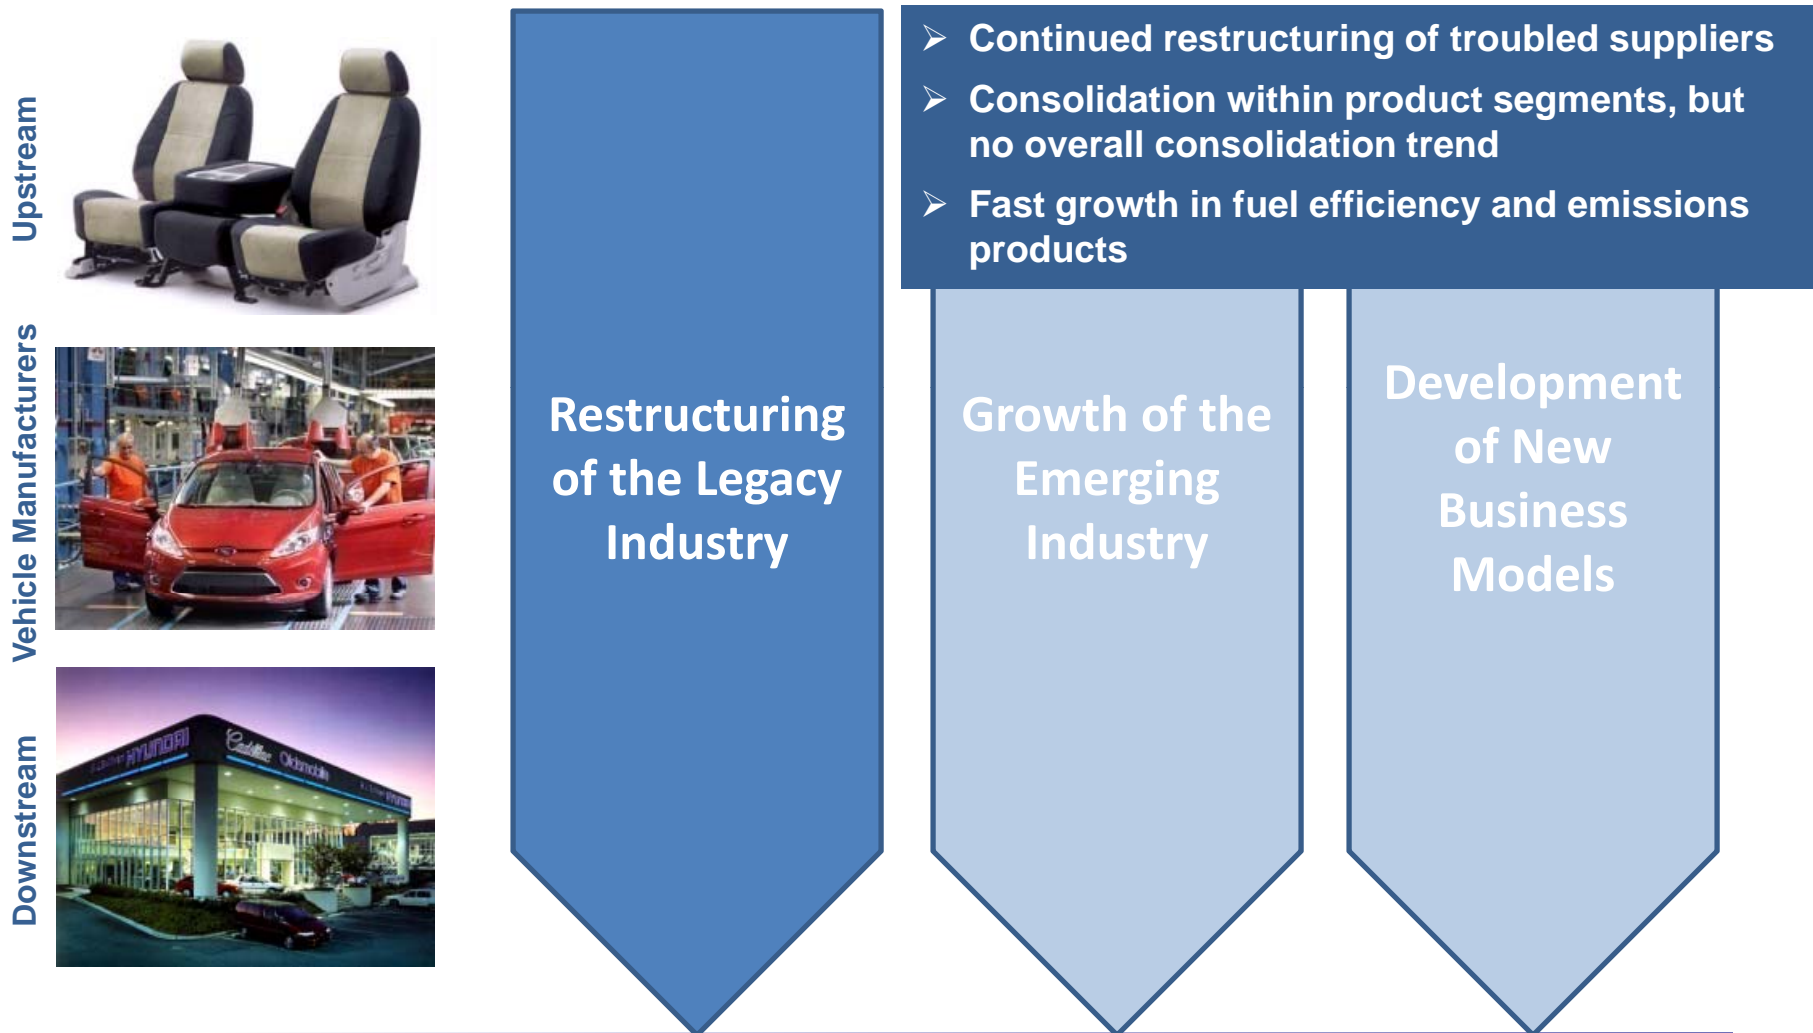 Upstream
Vehicle Manufacturers
Downstream
HYUNDAI
Cadillac
Oldsmobile
HYUNDAI
Restructuring
of the Legacy
Industry
➢ Continued restructuring of troubled suppliers
➢ Consolidation within product segments, but
no overall consolidation trend
➢ Fast growth in fuel efficiency and emissions
products
Growth of the
Emerging
Industry
Development
of New
Business
Models